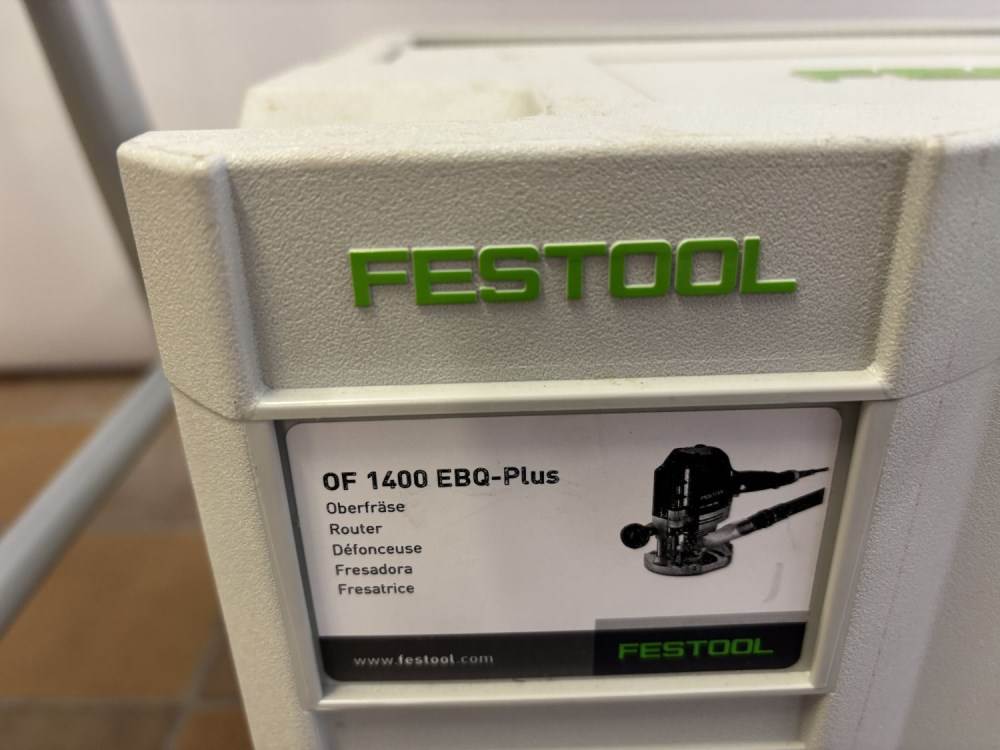 FESTOOL
OF 1400 EBQ-Plus
Oberfräse
Router
Défonceuse
Fresadora
Fresatrice
www.festool.com
FESTOOL